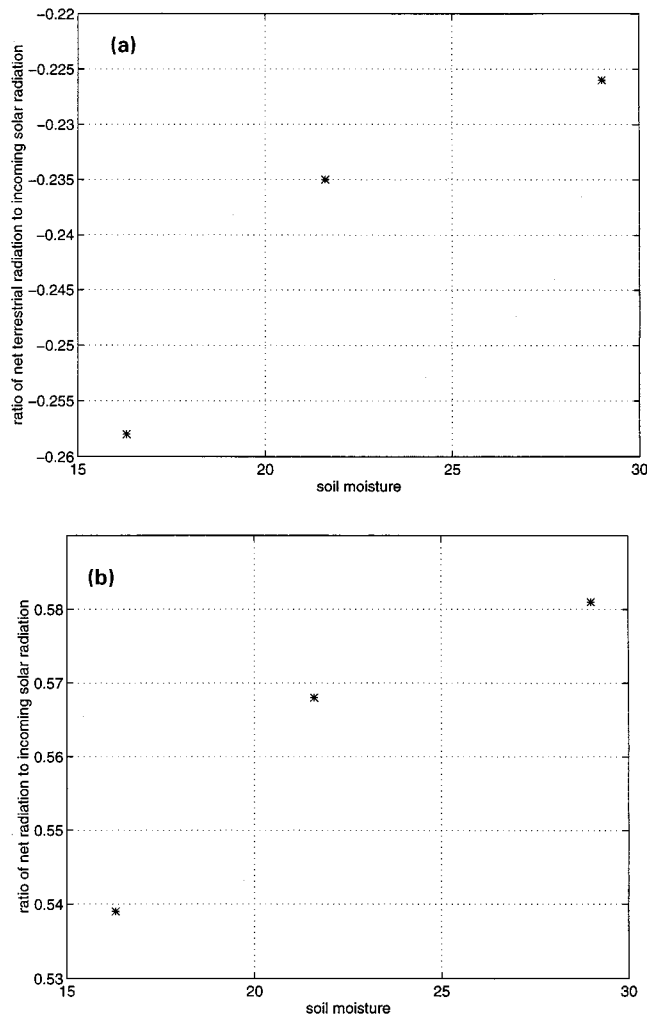 (a)
ratio of net terrestrial radiation to incoming solar radiation
-0.22
-0.225
-0.23
-0.235
-0.24
-0.245
-0.25
-0.255
-0.26
15 20 25 30
soil moisture
(b)
ratio of net radiation to incoming solar radiation
0.58
0.57
0.56
0.55
0.54
0.53
15 20 25 30
soil moisture